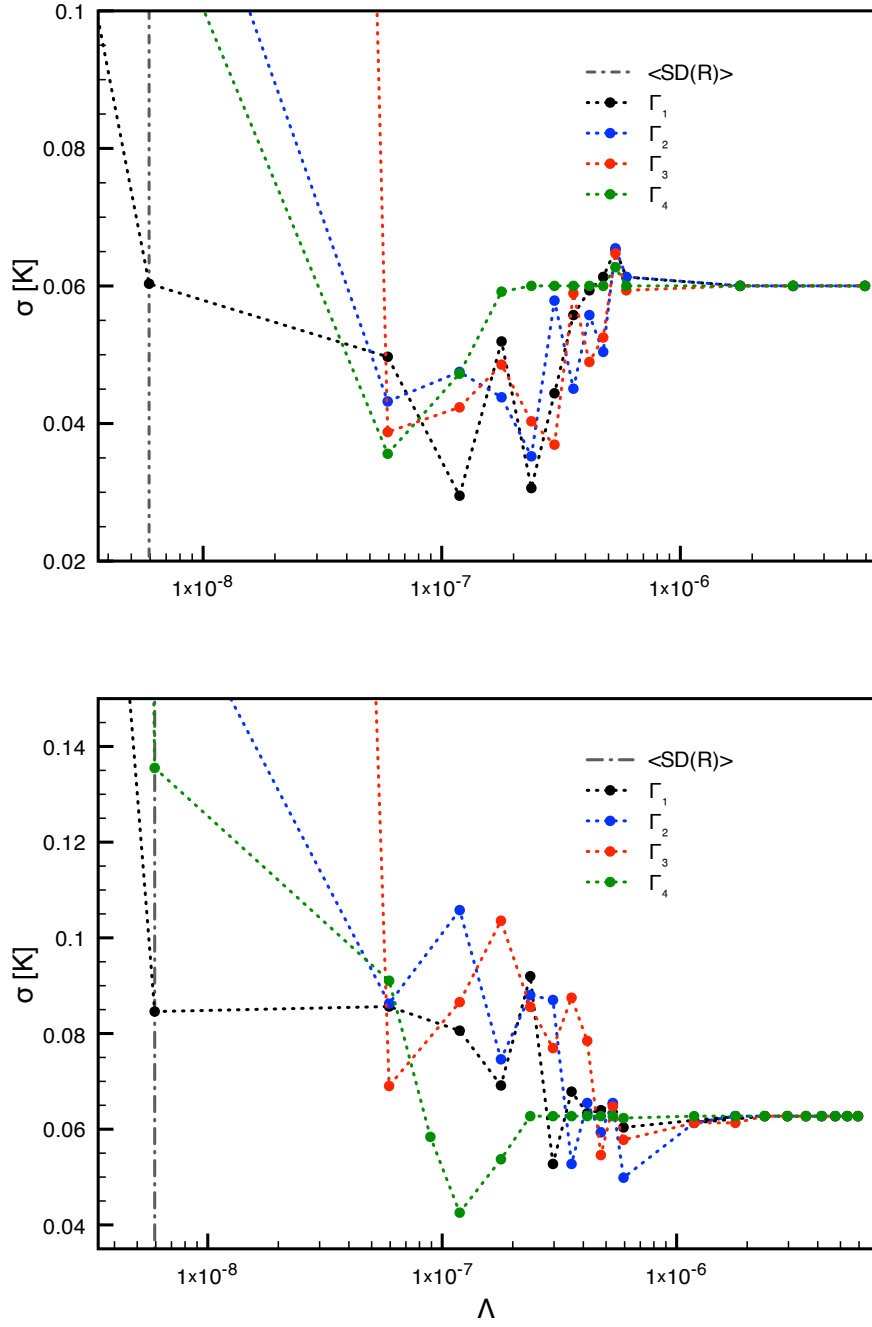 0.1
<SD(R)>
Γ₁
Γ₂
Γ₃
Γ₄
0.08
σ [K]
0.06
0.04
0.02
1x10⁻⁸
1x10⁻⁷
1x10⁻⁶
0.14
<SD(R)>
Γ₁
Γ₂
Γ₃
Γ₄
0.12
0.1
σ [K]
0.08
0.06
0.04
1x10⁻⁸
1x10⁻⁷
1x10⁻⁶
Λ